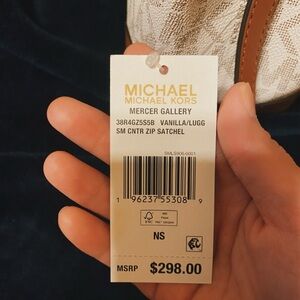 MICHAEL
MICHAEL KORS
MERCER GALLERY
38R4GZ5S5B VANILLA/LUGG
SM CNTR ZIP SATCHEL
1 96237 55308 9
NS
MSRP $298.00